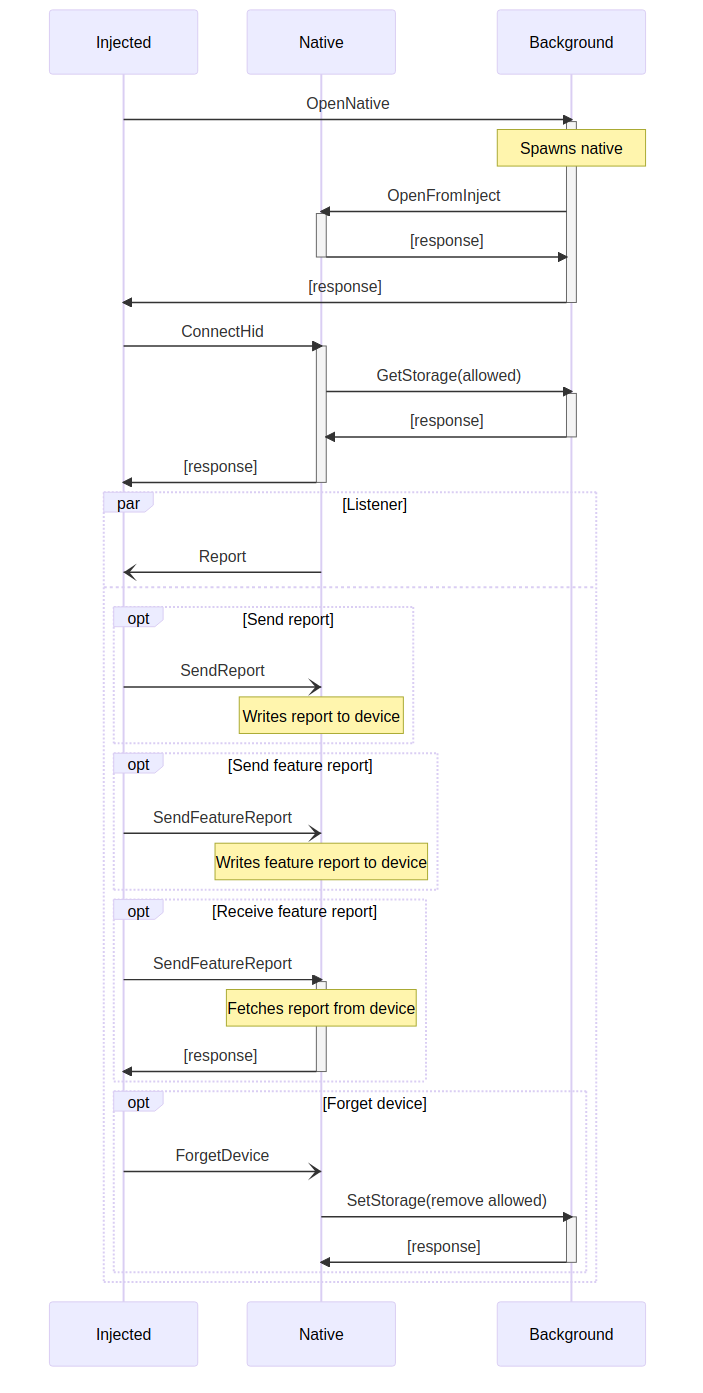 Injected
Native
Background
OpenNative
Spawns native
OpenFromInject
[response]
[response]
ConnectHid
GetStorage(allowed)
[response]
[response]
par
[Listener]
Report
opt
[Send report]
SendReport
Writes report to device
opt
[Send feature report]
SendFeatureReport
Writes feature report to device
opt
[Receive feature report]
SendFeatureReport
Fetches report from device
[response]
opt
[Forget device]
ForgetDevice
SetStorage(remove allowed)
[response]
Injected
Native
Background